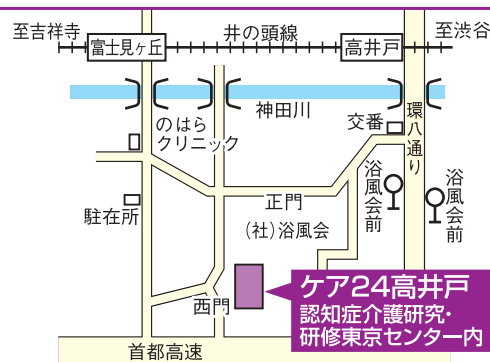 至吉祥寺
富士見ヶ丘
井の頭線
高井戸
至渋谷
神田川
環八通り
交番
のはら
クリニック
浴風会前
浴風会前
駐在所
正門
(社)浴風会
西門
ケア24高井戸
認知症介護研究・
研修東京センター内
首都高速